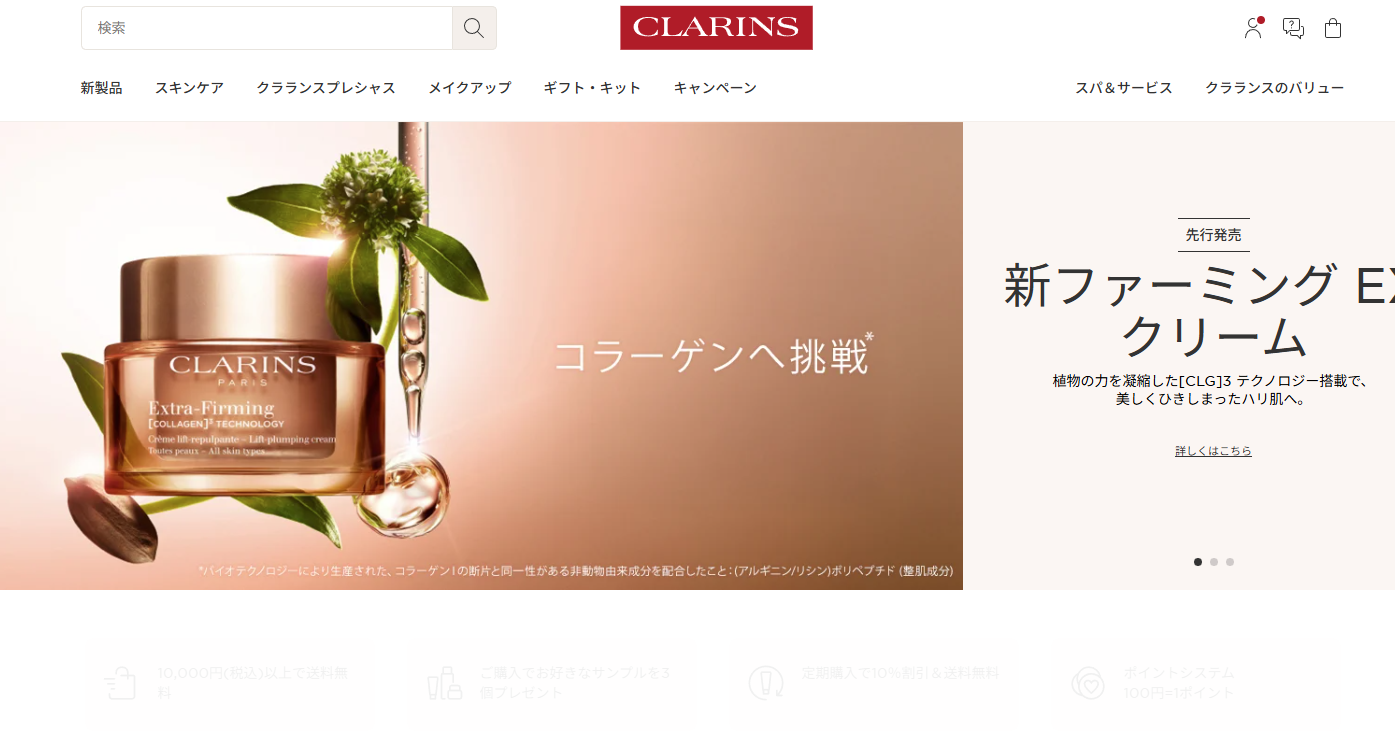 検索
CLARINS
新製品
スキンケア
クラランスプレシャス
メイクアップ
ギフト・キット
キャンペーン
スパ＆サービス
クラランスのバリュー
CLARINS
PARIS
Extra-Firming
[COLLAGEN]³ TECHNOLOGY
Crème lift-repulpante – Lift-plumping cream
Toutes peaux – All skin types
コラーゲンへ挑戦*
*バイオテクノロジーにより生産された、コラーゲンⅠの断片と同一性がある非動物由来成分を配合したこと：(アルギニン/リシン)ポリペプチド (整肌成分)
先行発売
新ファーミング EX
クリーム
植物の力を凝縮した[CLG]3 テクノロジー搭載で、
美しくひきしまったハリ肌へ。
詳しくはこちら
10,000円(税込)以上で送料無
料
ご購入でお好きなサンプルを3
個プレゼント
定期購入で10%割引＆送料無料
ポイントシステム
100円=1ポイント